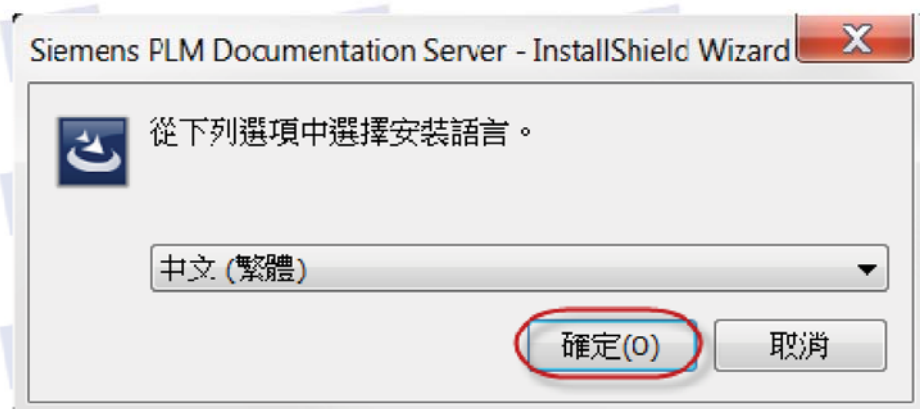 Siemens PLM Documentation Server - InstallShield Wizard
從下列選項中選擇安裝語言。
中文 (繁體)
確定(O)
取消